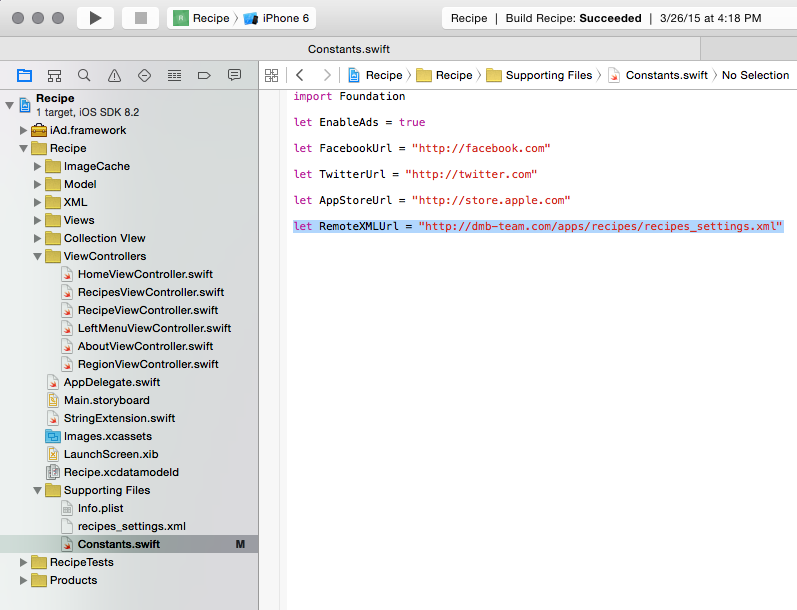 Recipe iPhone 6 Recipe | Build Recipe: Succeeded | 3/26/15 at 4:18 PM
Constants.swift
Recipe Recipe Supporting Files Constants.swift No Selection
Recipe
1 target, iOS SDK 8.2
iAd.framework
Recipe
ImageCache
Model
XML
Views
Collection View
ViewControllers
HomeViewController.swift
RecipesViewController.swift
RecipeViewController.swift
LeftMenuViewController.swift
AboutViewController.swift
RegionViewController.swift
AppDelegate.swift
Main.storyboard
StringExtension.swift
Images.xcassets
LaunchScreen.xib
Recipe.xcdatamodeld
Supporting Files
Info.plist
recipes_settings.xml
Constants.swift M
RecipeTests
Products
import Foundation
let EnableAds = true
let FacebookUrl = "http://facebook.com"
let TwitterUrl = "http://twitter.com"
let AppStoreUrl = "http://store.apple.com"
let RemoteXMLUrl = "http://dmb-team.com/apps/recipes/recipes_settings.xml"